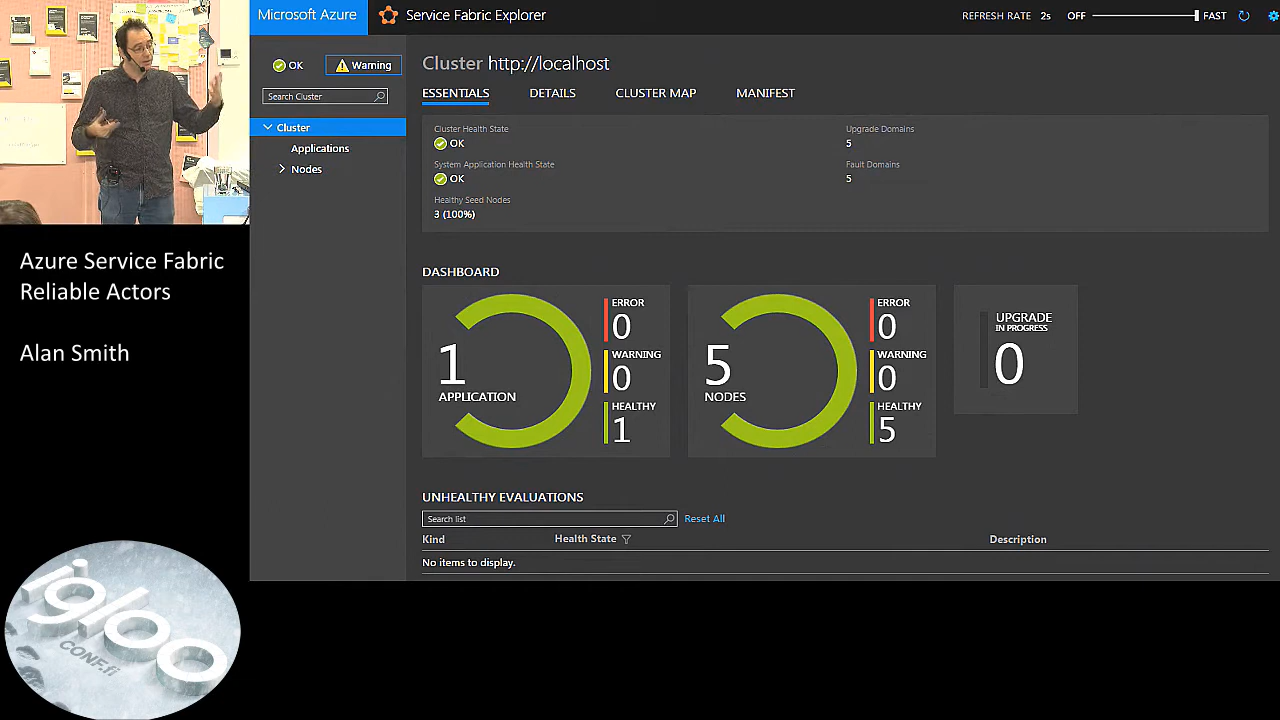 Microsoft Azure
Service Fabric Explorer
REFRESH RATE 2s OFF FAST
OK
Warning
Search Cluster
Cluster
Applications
Nodes
Cluster http://localhost
ESSENTIALS DETAILS CLUSTER MAP MANIFEST
Cluster Health State
OK
System Application Health State
OK
Healthy Seed Nodes
3 (100%)
Upgrade Domains
5
Fault Domains
5
DASHBOARD
1
APPLICATION
ERROR
0
WARNING
0
HEALTHY
1
5
NODES
ERROR
0
WARNING
0
HEALTHY
5
UPGRADE
IN PROGRESS
0
UNHEALTHY EVALUATIONS
Search list
Reset All
Kind Health State Description
No items to display.
Azure Service Fabric
Reliable Actors
Alan Smith
igloo
CONF.fi